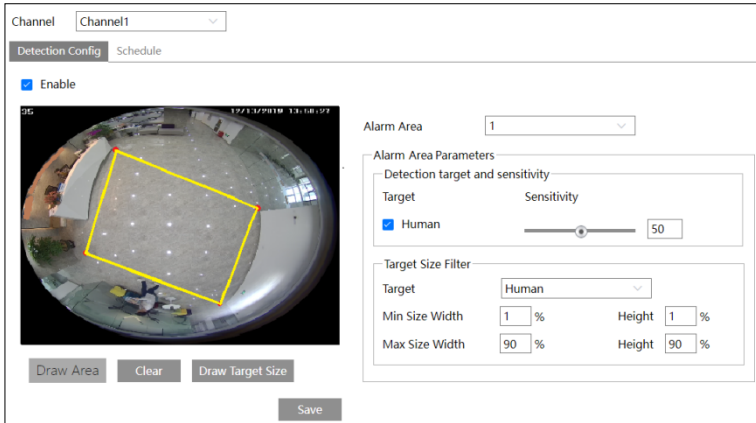 Channel Channel1
Detection Config Schedule
Enable
12/13/2019 13:50:27
Alarm Area 1
Alarm Area Parameters
Detection target and sensitivity
Target Sensitivity
Human 50
Target Size Filter
Target Human
Min Size Width 1 % Height 1 %
Max Size Width 90 % Height 90 %
Draw Area Clear Draw Target Size
Save